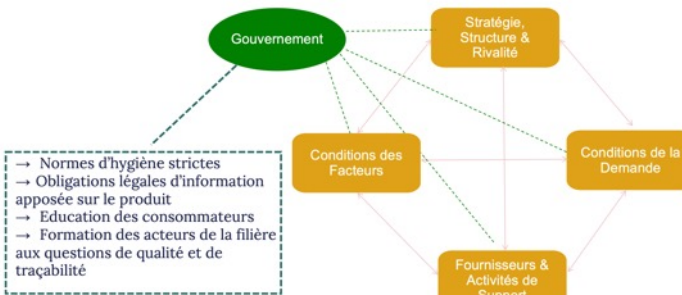 Gouvernement
Stratégie,
Structure &
Rivalité
Conditions des
Facteurs
Conditions de la
Demande
→ Normes d'hygiène strictes
→ Obligations légales d'information
apposée sur le produit
→ Education des consommateurs
→ Formation des acteurs de la filière
aux questions de qualité et de
traçabilité
Fournisseurs &
Activités de
Support